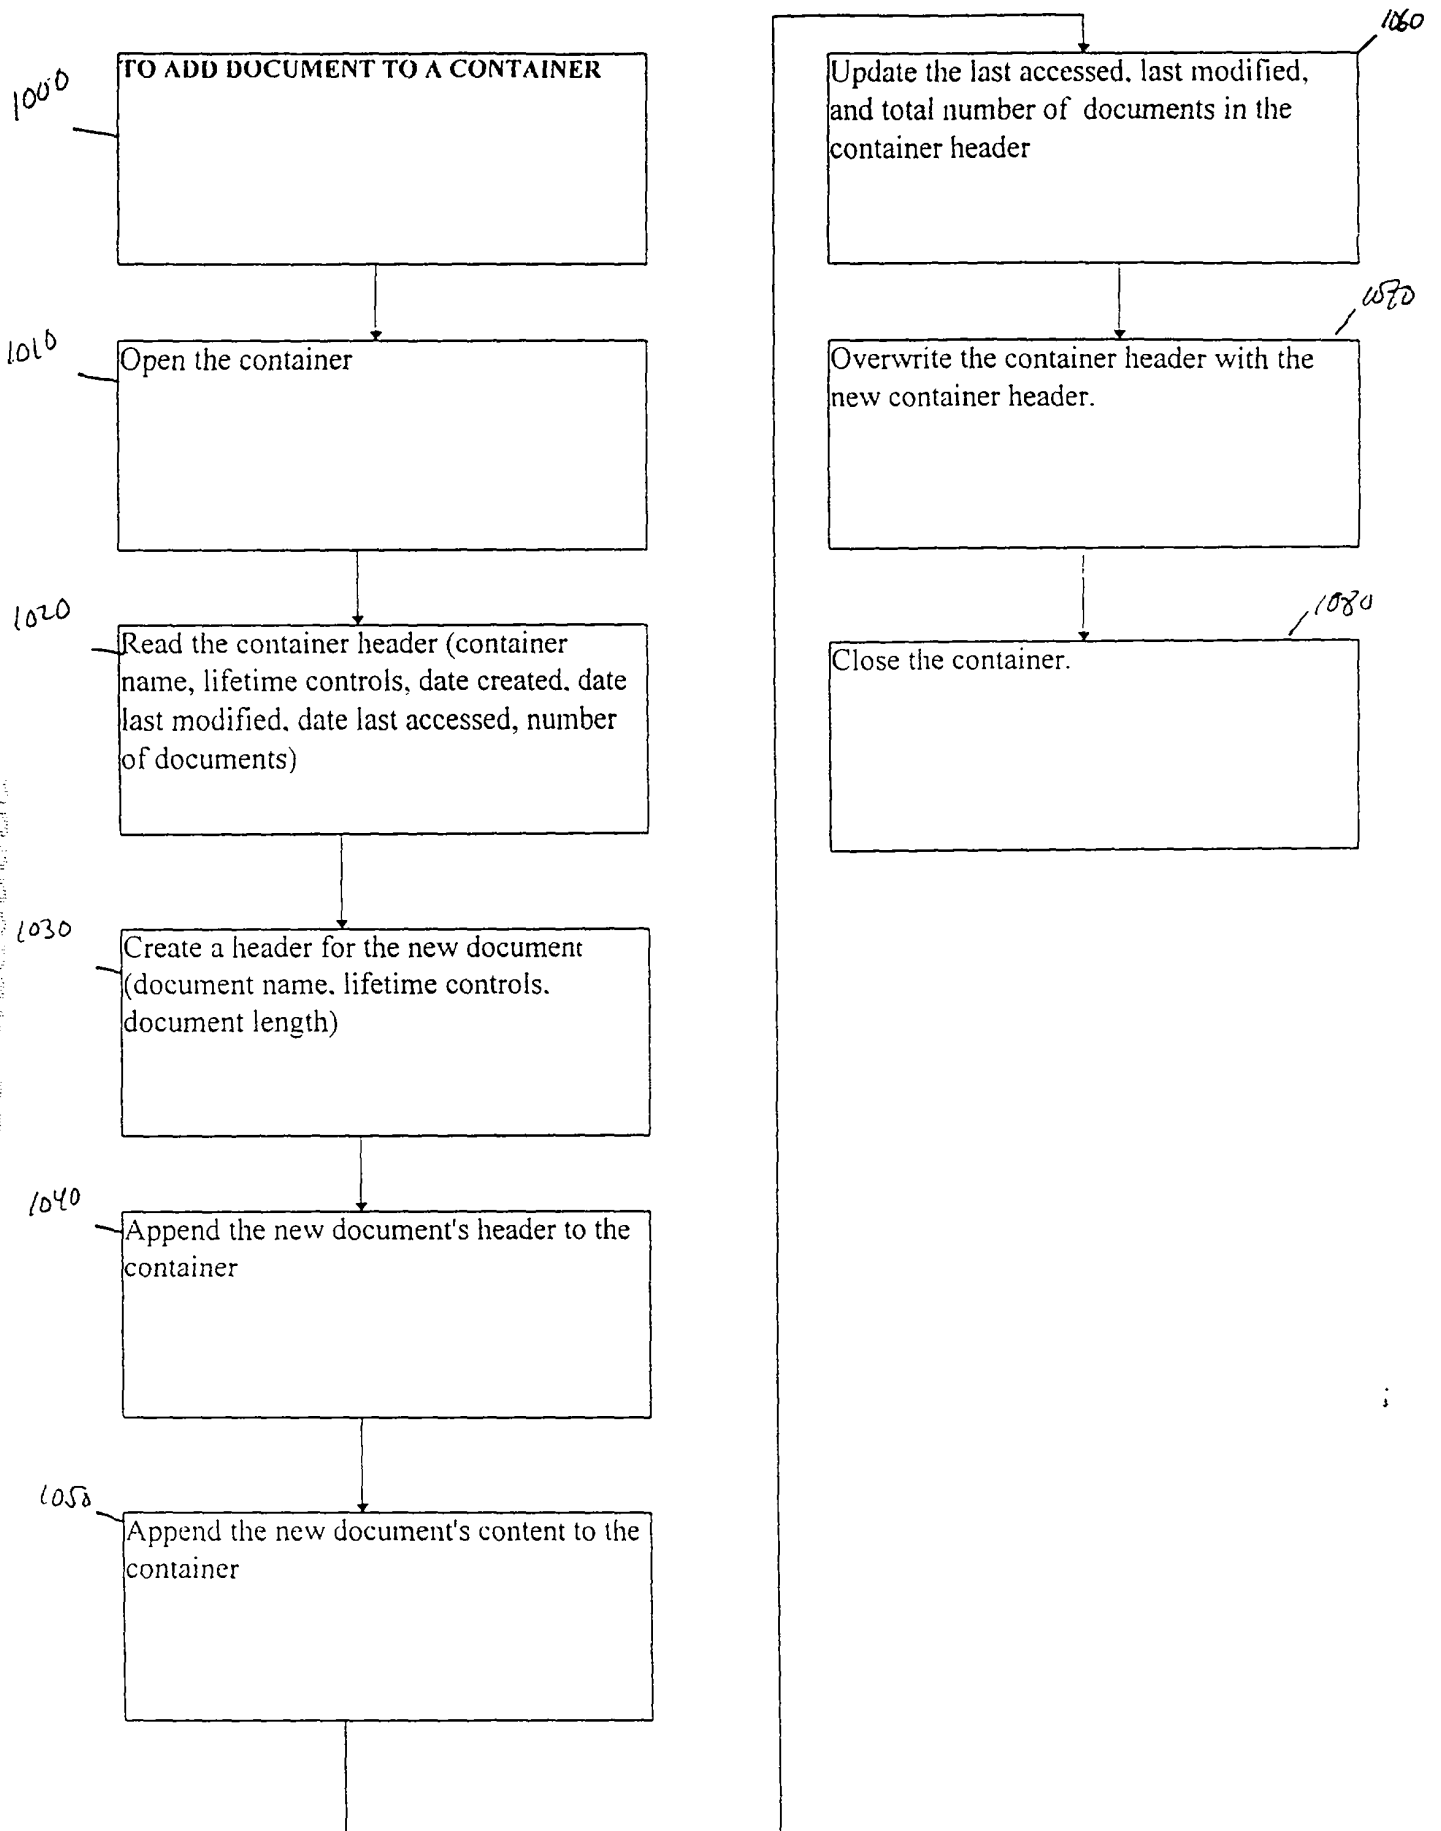 1000
TO ADD DOCUMENT TO A CONTAINER
1010
Open the container
1020
Read the container header (container
name, lifetime controls, date created, date
last modified, date last accessed, number
of documents)
1030
Create a header for the new document
(document name, lifetime controls,
document length)
1040
Append the new document's header to the
container
1050
Append the new document's content to the
container
1060
Update the last accessed, last modified,
and total number of documents in the
container header
1070
Overwrite the container header with the
new container header.
1080
Close the container.